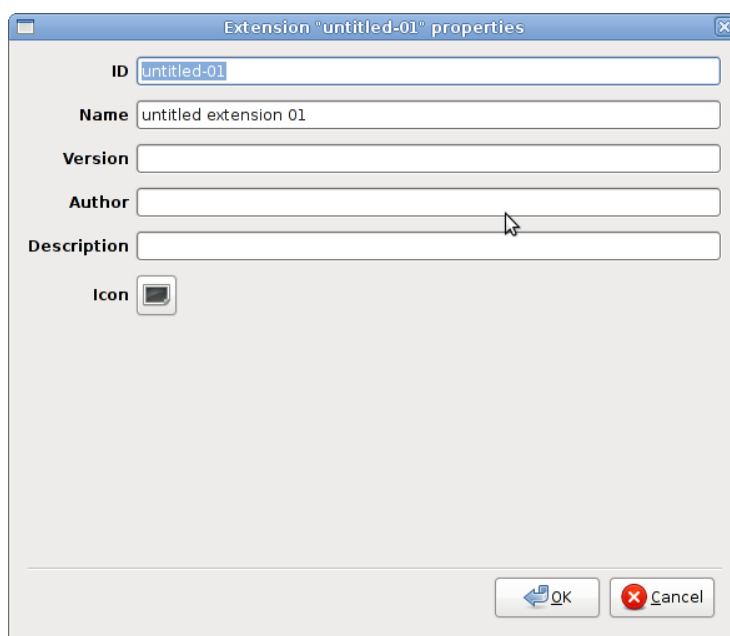 Extension "untitled-01" properties
ID untitled-01
Name untitled extension 01
Version
Author
Description
Icon
OK Cancel